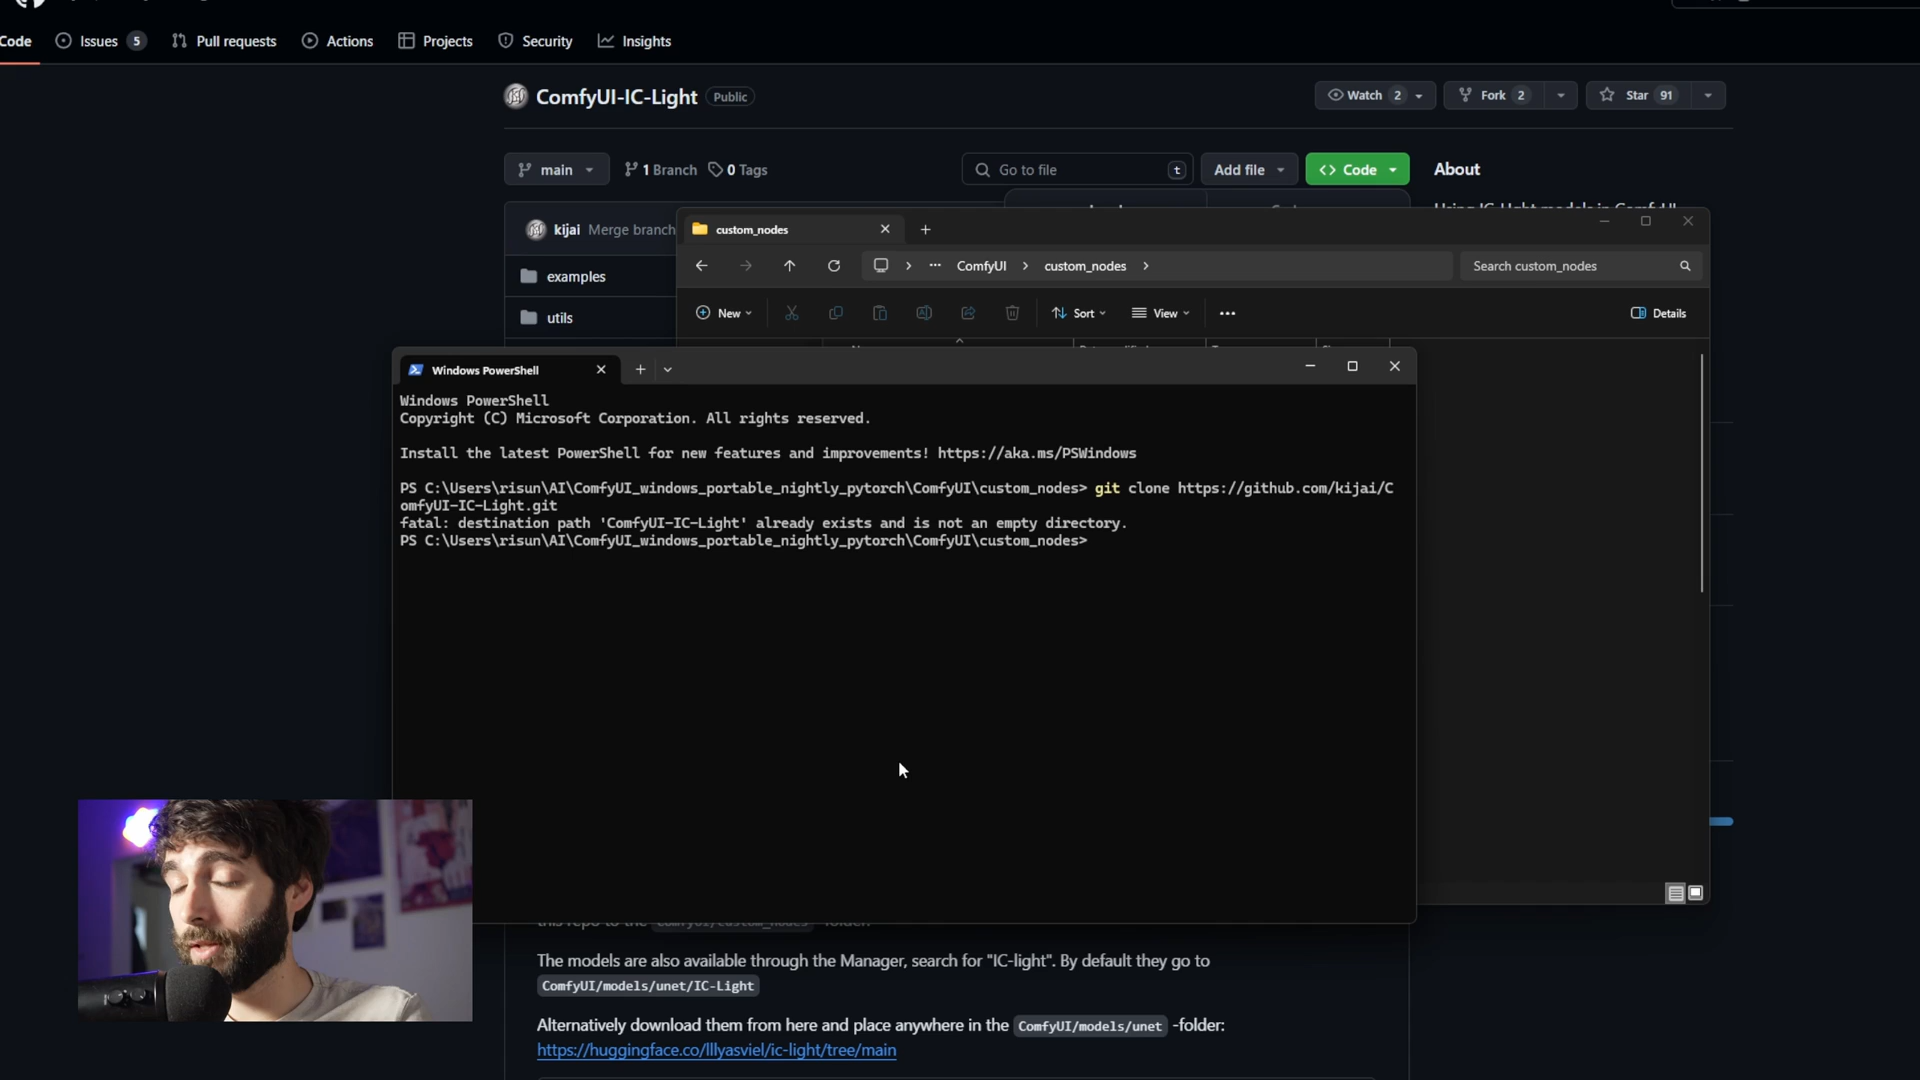 Code Issues 5 Pull requests Actions Projects Security Insights
ComfyUI-IC-Light Public Watch 2 Fork 2 Star 91
main 1 Branch 0 Tags Go to file t Add file Code About
kijai Merge branch
examples
utils
custom_nodes
ComfyUI > custom_nodes > Search custom_nodes
New Sort View Details
Windows PowerShell
Windows PowerShell
Copyright (C) Microsoft Corporation. All rights reserved.
Install the latest PowerShell for new features and improvements! https://aka.ms/PSWindows
PS C:\Users\risun\AI\ComfyUI_windows_portable_nightly_pytorch\ComfyUI\custom_nodes> git clone https://github.com/kijai/C
omfyUI-IC-Light.git
fatal: destination path 'ComfyUI-IC-Light' already exists and is not an empty directory.
PS C:\Users\risun\AI\ComfyUI_windows_portable_nightly_pytorch\ComfyUI\custom_nodes>
The models are also available through the Manager, search for "IC-light". By default they go to
ComfyUI/models/unet/IC-Light
Alternatively download them from here and place anywhere in the ComfyUI/models/unet -folder:
https://huggingface.co/lllyasviel/ic-light/tree/main